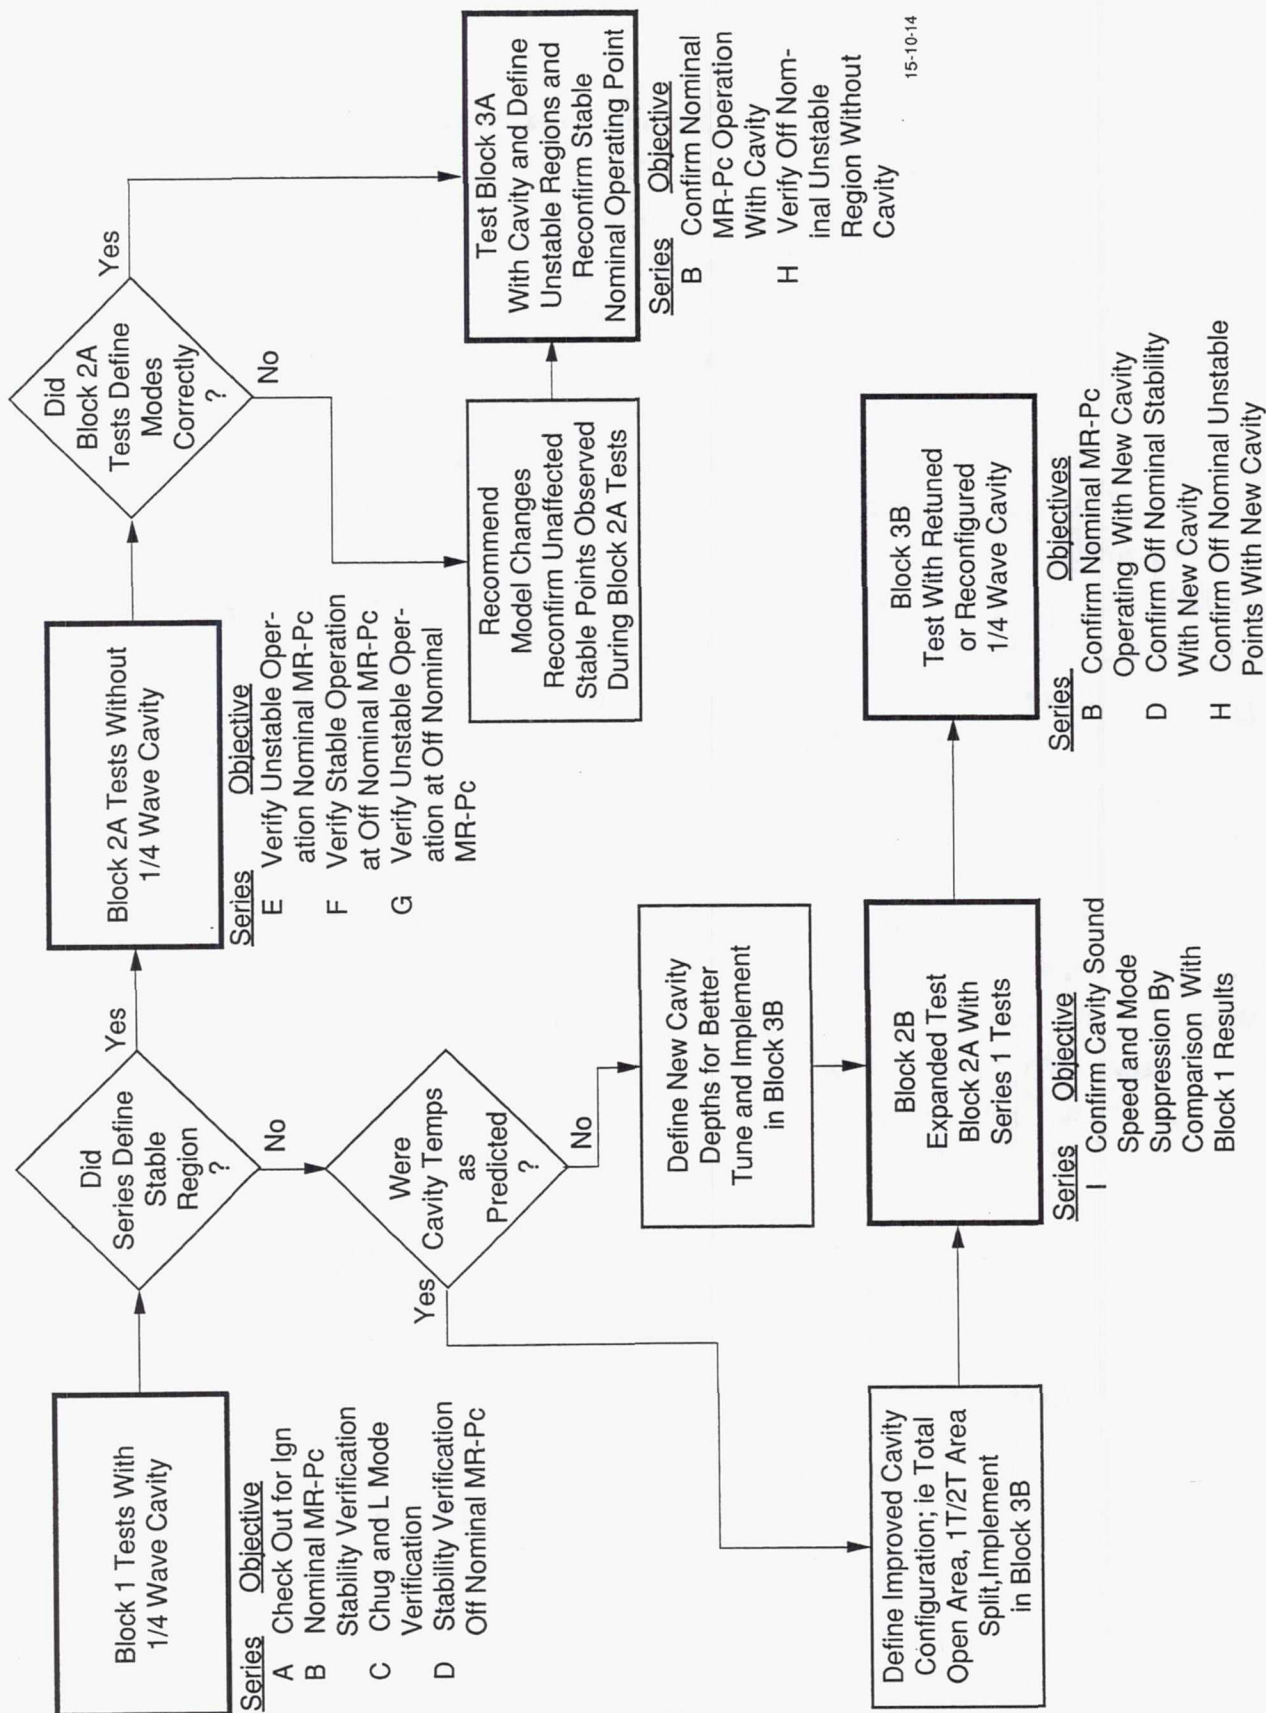 Block 1 Tests With
1/4 Wave Cavity
Series Objective
A Check Out for Ign
B Nominal MR-Pc
Stability Verification
C Chug and L Mode
Verification
D Stability Verification
Off Nominal MR-Pc
Did
Series Define
Stable
Region
?
Yes
No
Block 2A Tests Without
1/4 Wave Cavity
Series Objective
E Verify Unstable Oper-
ation Nominal MR-Pc
F Verify Stable Operation
at Off Nominal MR-Pc
G Verify Unstable Oper-
ation at Off Nominal
MR-Pc
Did
Block 2A
Tests Define
Modes
Correctly
?
Yes
No
Recommend
Model Changes
Reconfirm Unaffected
Stable Points Observed
During Block 2A Tests
Test Block 3A
With Cavity and Define
Unstable Regions and
Reconfirm Stable
Nominal Operating Point
Series Objective
B Confirm Nominal
MR-Pc Operation
With Cavity
H Verify Off Nom-
inal Unstable
Region Without
Cavity
Were
Cavity Temps
as
Predicted
?
Yes
No
Define New Cavity
Depths for Better
Tune and Implement
in Block 3B
Define Improved Cavity
Configuration; ie Total
Open Area, 1T/2T Area
Split,Implement
in Block 3B
Block 2B
Expanded Test
Block 2A With
Series 1 Tests
Series Objective
I Confirm Cavity Sound
Speed and Mode
Suppression By
Comparison With
Block 1 Results
Block 3B
Test With Retuned
or Reconfigured
1/4 Wave Cavity
Series Objectives
B Confirm Nominal MR-Pc
Operating With New Cavity
D Confirm Off Nominal Stability
With New Cavity
H Confirm Off Nominal Unstable
Points With New Cavity
15-10-14